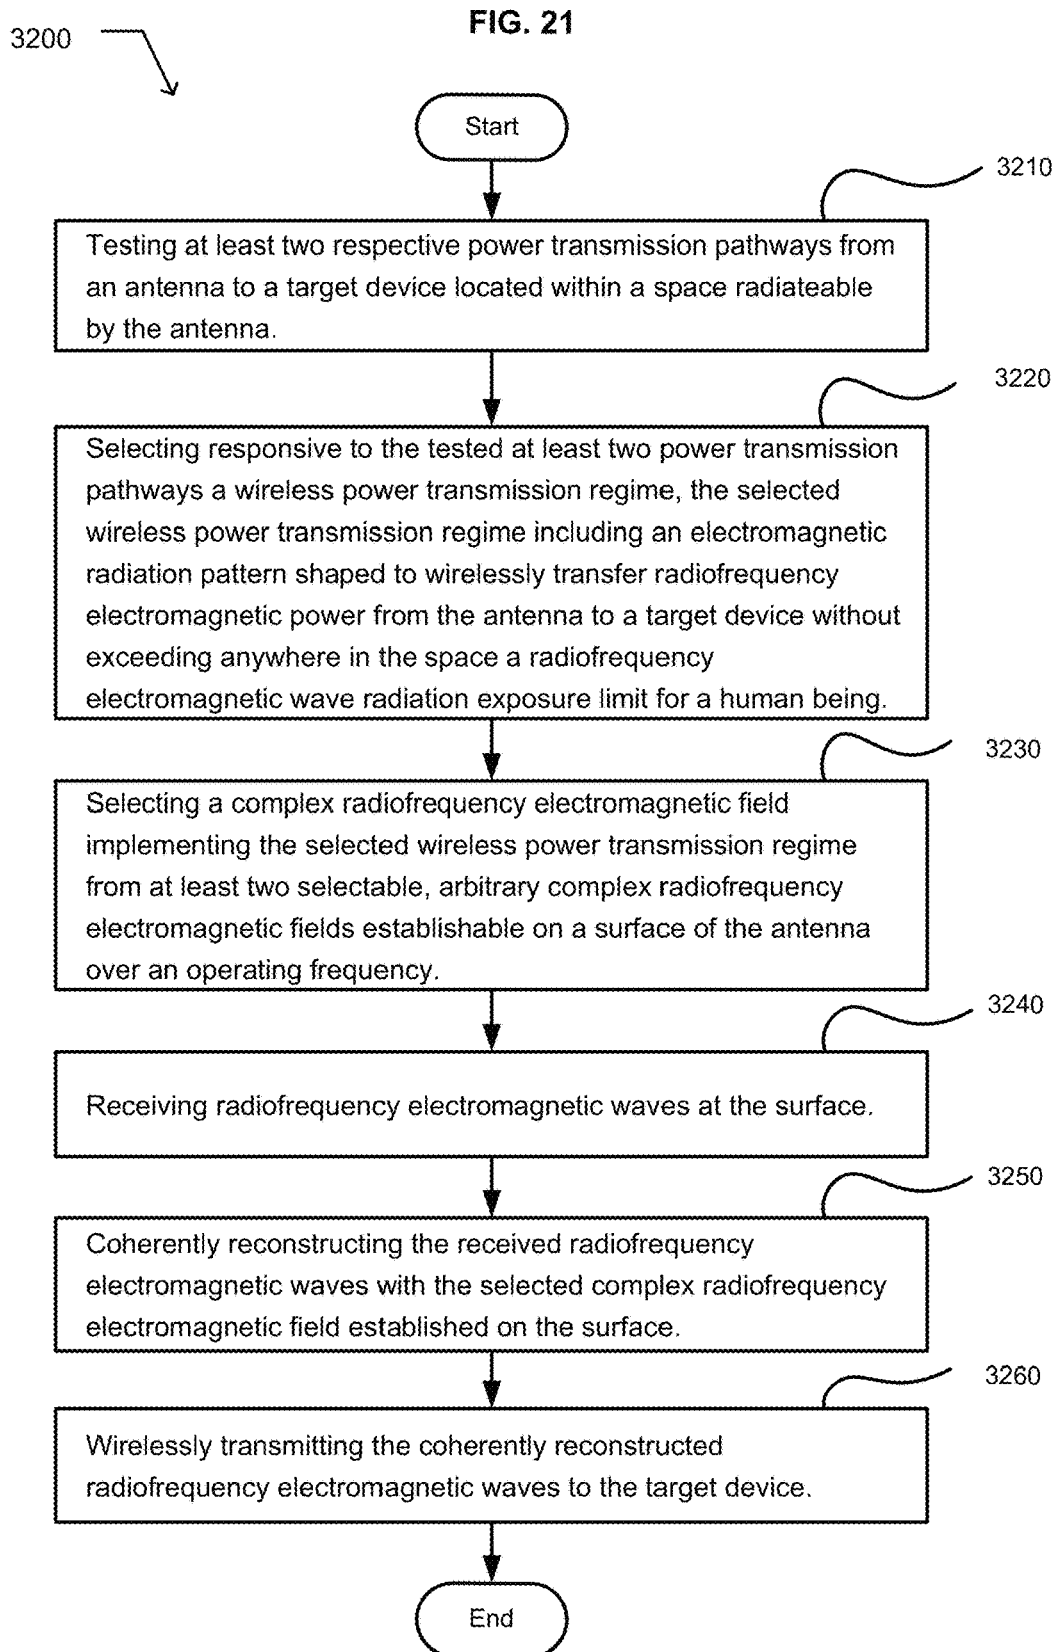 FIG. 21
3200
Start
3210
Testing at least two respective power transmission pathways from
an antenna to a target device located within a space radiateable
by the antenna.
3220
Selecting responsive to the tested at least two power transmission
pathways a wireless power transmission regime, the selected
wireless power transmission regime including an electromagnetic
radiation pattern shaped to wirelessly transfer radiofrequency
electromagnetic power from the antenna to a target device without
exceeding anywhere in the space a radiofrequency
electromagnetic wave radiation exposure limit for a human being.
3230
Selecting a complex radiofrequency electromagnetic field
implementing the selected wireless power transmission regime
from at least two selectable, arbitrary complex radiofrequency
electromagnetic fields establishable on a surface of the antenna
over an operating frequency.
3240
Receiving radiofrequency electromagnetic waves at the surface.
3250
Coherently reconstructing the received radiofrequency
electromagnetic waves with the selected complex radiofrequency
electromagnetic field established on the surface.
3260
Wirelessly transmitting the coherently reconstructed
radiofrequency electromagnetic waves to the target device.
End